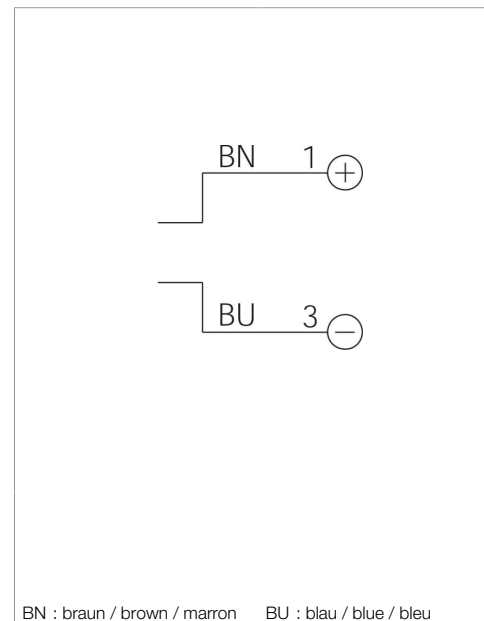 BN 1 +
BU 3 −
BN : braun / brown / marron BU : blau / blue / bleu